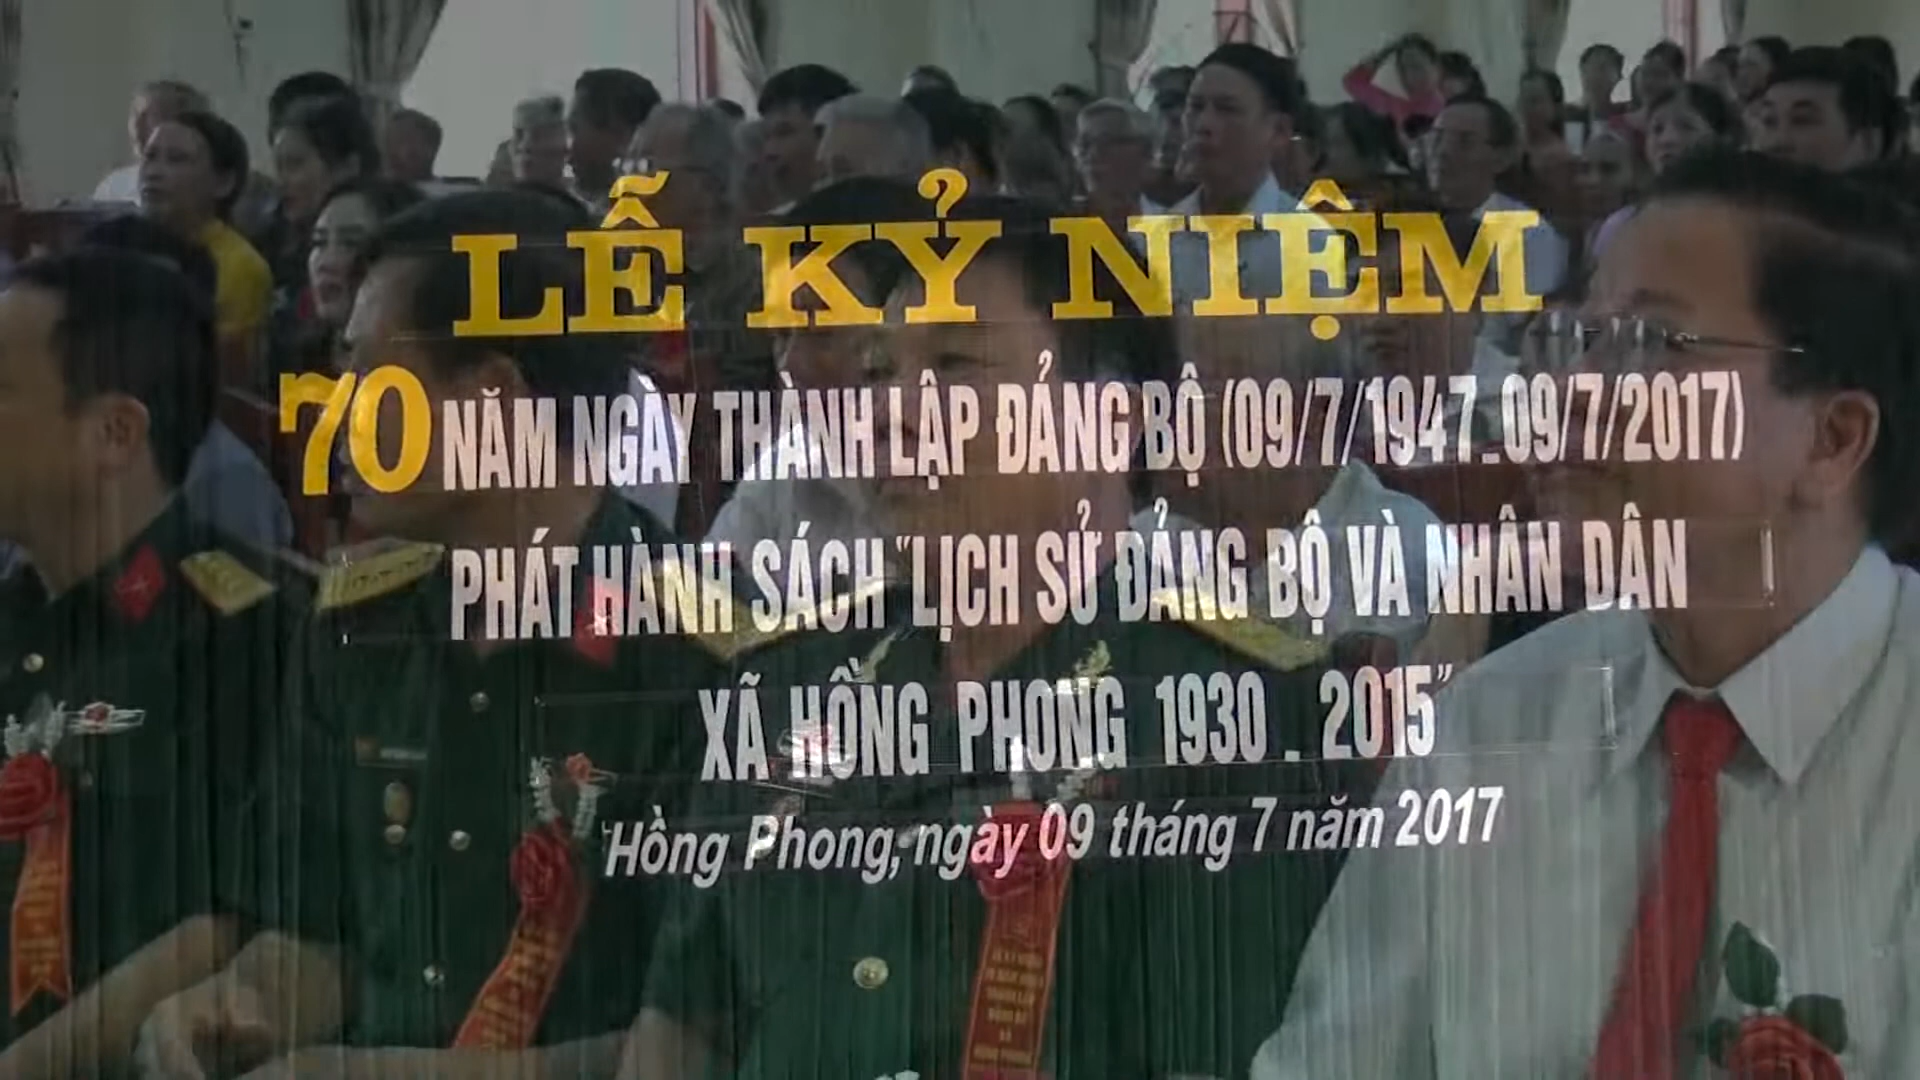 LỄ KỶ NIỆM
70 NĂM NGÀY THÀNH LẬP ĐẢNG BỘ (09/7/1947_09/7/2017)
PHÁT HÀNH SÁCH "LỊCH SỬ ĐẢNG BỘ VÀ NHÂN DÂN
XÃ HỒNG PHONG 1930 . 2015"
Hồng Phong, ngày 09 tháng 7 năm 2017